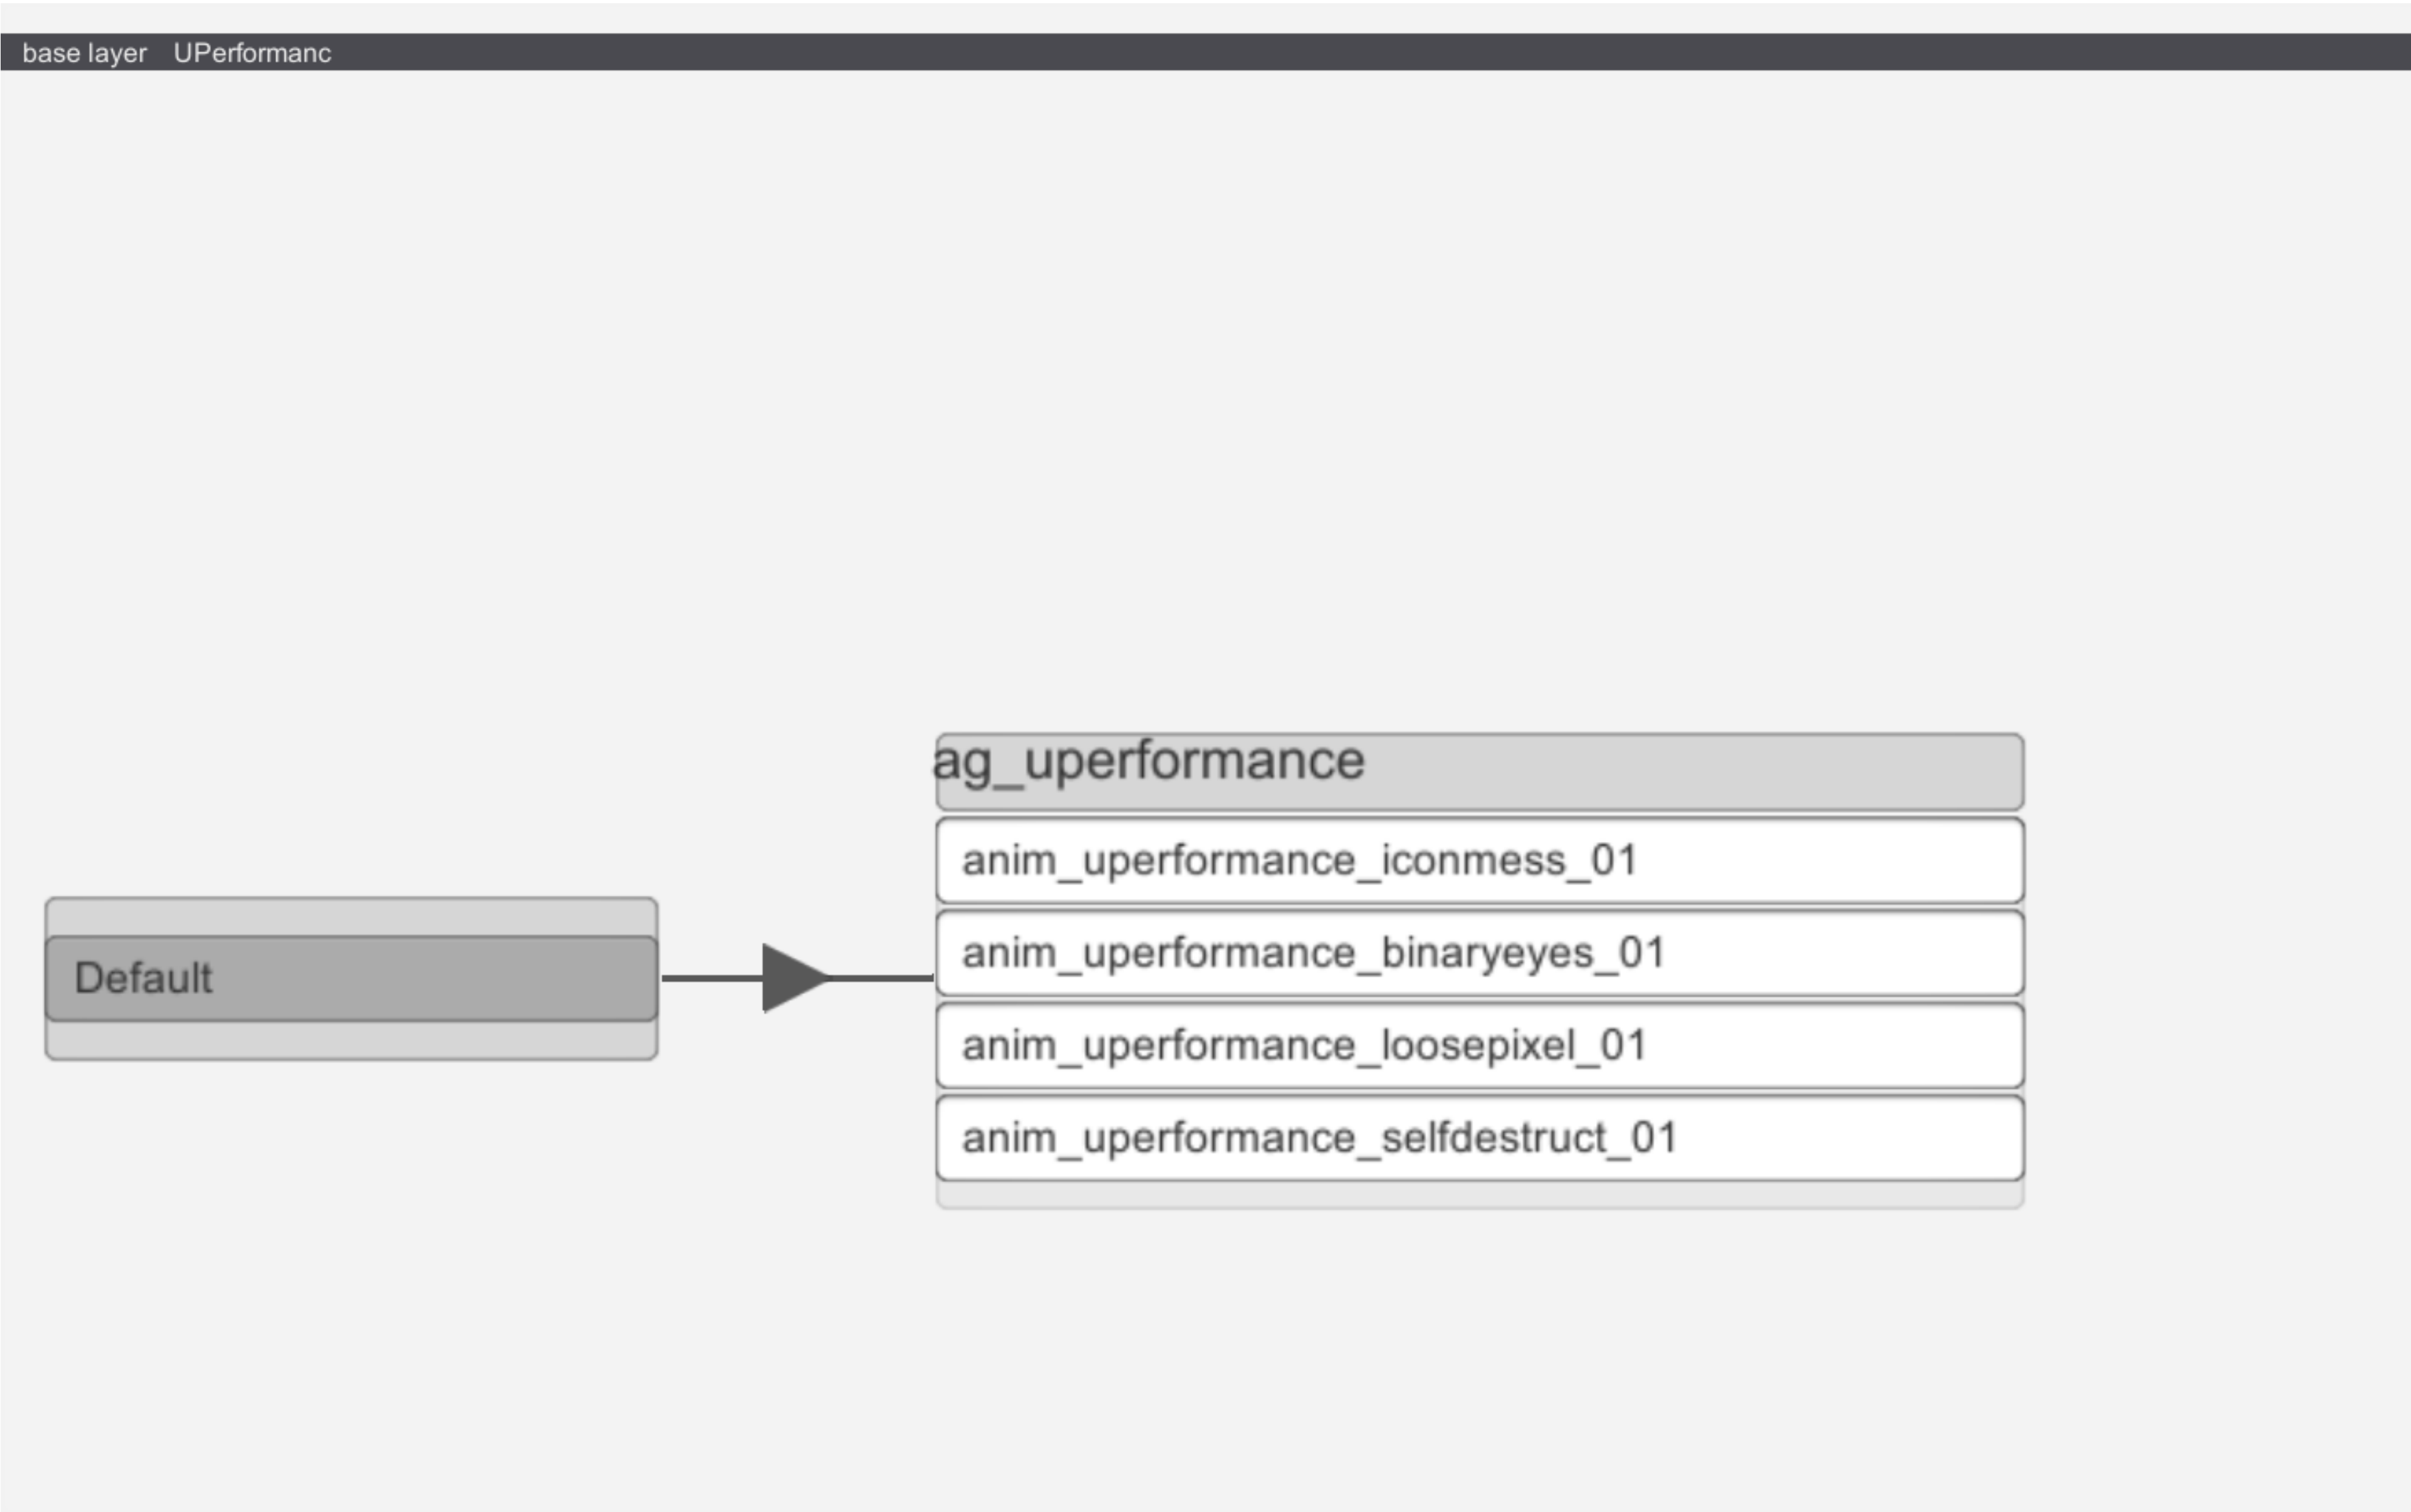 base layer UPerformanc
ag_uperformance
anim_uperformance_iconmess_01
anim_uperformance_binaryeyes_01
Default
anim_uperformance_loosepixel_01
anim_uperformance_selfdestruct_01